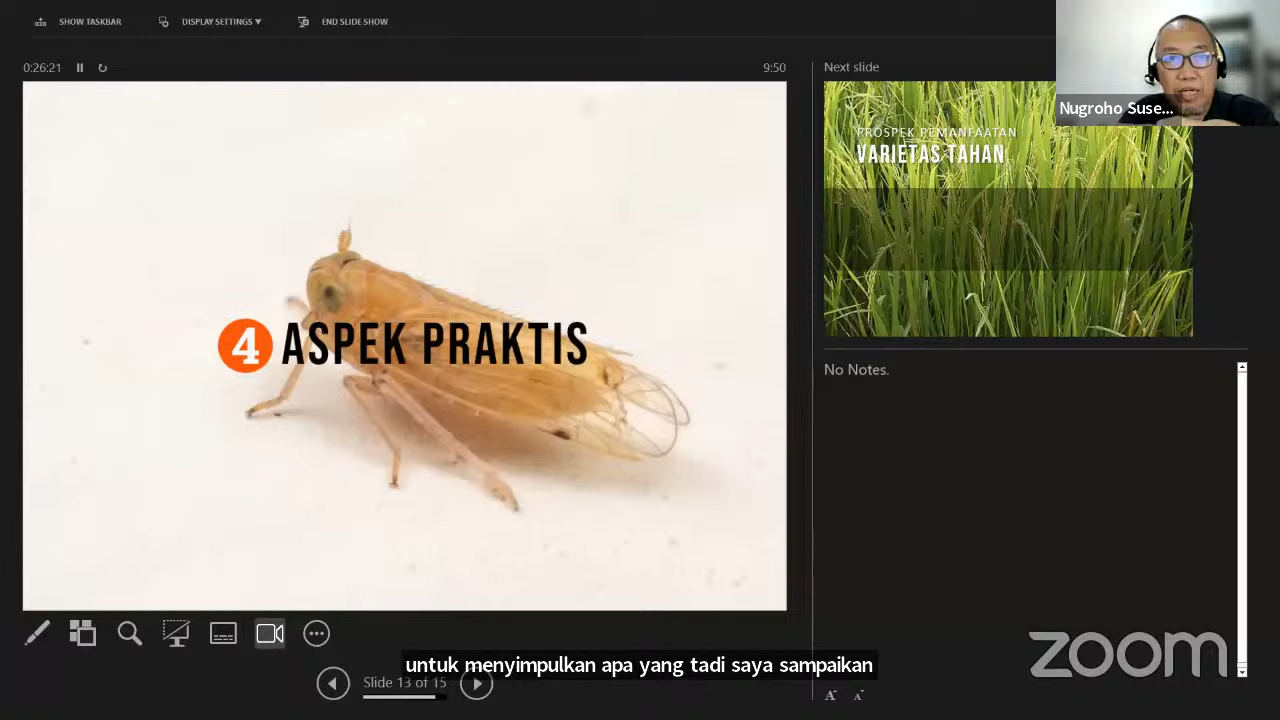 SHOW TASKBAR
DISPLAY SETTINGS ▼
END SLIDE SHOW
0:26:21
9:50
Next slide
Nugroho Suse...
PROSPEK PEMANFAATAN
VARIETAS TAHAN
4 ASPEK PRAKTIS
No Notes.
zoom
untuk menyimpulkan apa yang tadi saya sampaikan
Slide 13 of 15
A A